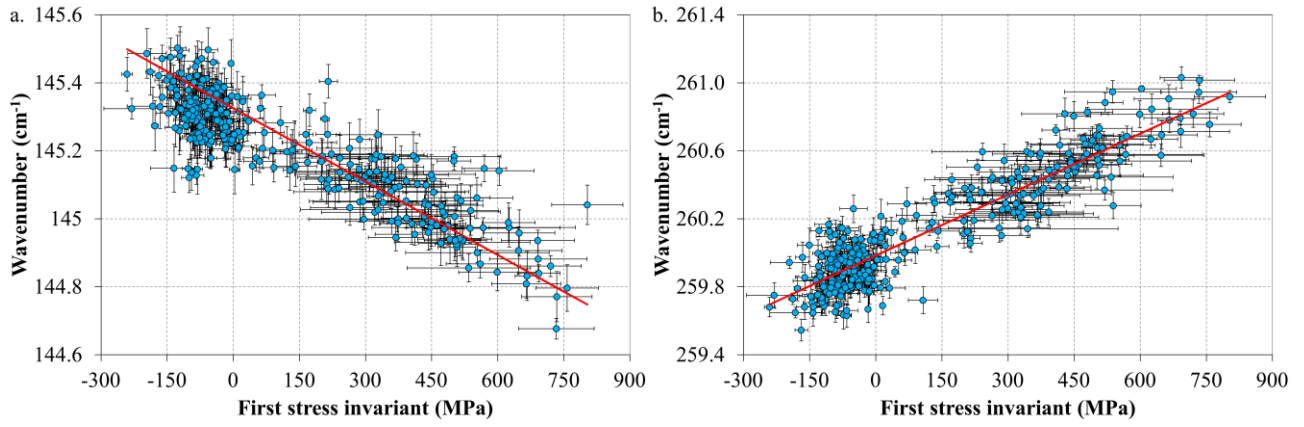 a.
145.6
145.4
145.2
145
144.8
144.6
Wavenumber (cm⁻¹)
-300 -150 0 150 300 450 600 750 900
First stress invariant (MPa)
b.
261.4
261.0
260.6
260.2
259.8
259.4
Wavenumber (cm⁻¹)
-300 -150 0 150 300 450 600 750 900
First stress invariant (MPa)